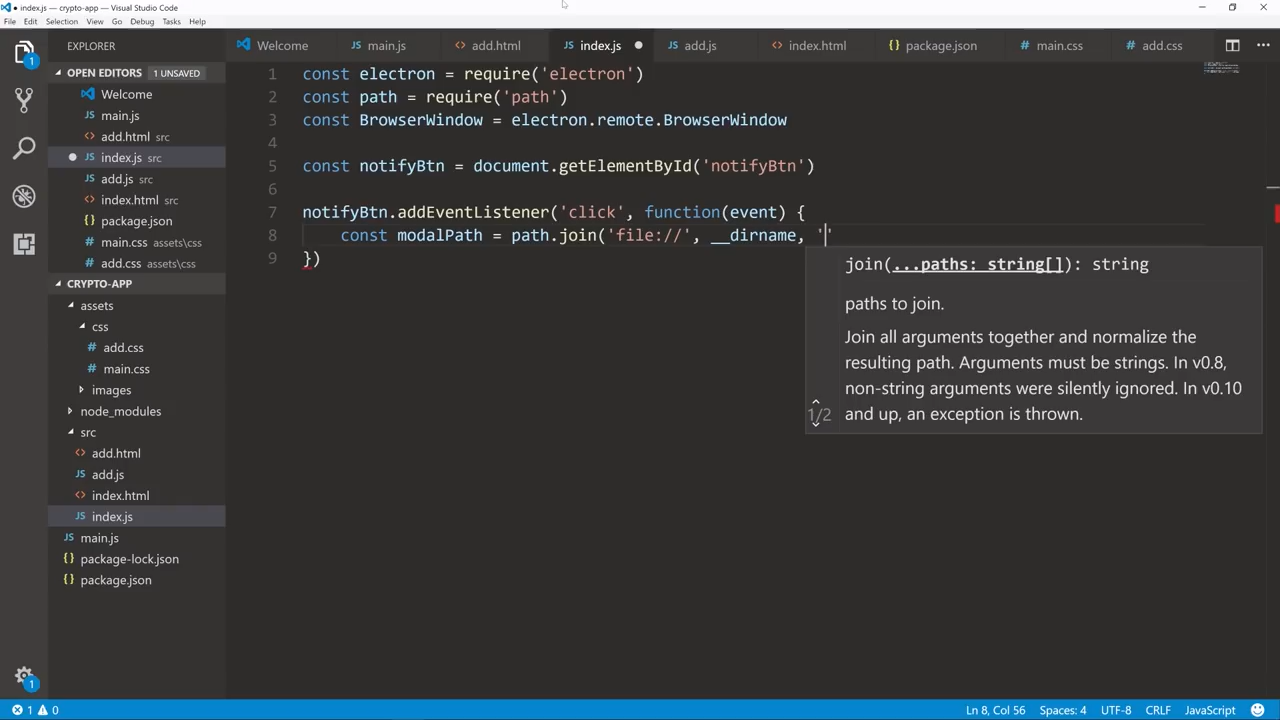 ● index.js - crypto-app - Visual Studio Code
File Edit Selection View Go Debug Tasks Help
EXPLORER
Welcome main.js add.html index.js ● add.js index.html package.json main.css add.css
OPEN EDITORS 1 UNSAVED
Welcome
main.js
add.html src
index.js src
add.js src
index.html src
package.json
main.css assets\css
add.css assets\css
CRYPTO-APP
assets
css
add.css
main.css
images
node_modules
src
add.html
add.js
index.html
index.js
main.js
package-lock.json
package.json
1 const electron = require('electron')
2 const path = require('path')
3 const BrowserWindow = electron.remote.BrowserWindow
4
5 const notifyBtn = document.getElementById('notifyBtn')
6
7 notifyBtn.addEventListener('click', function(event) {
8 const modalPath = path.join('file://', __dirname, ''
9 })
join(...paths: string[]): string
paths to join.
Join all arguments together and normalize the
resulting path. Arguments must be strings. In v0.8,
non-string arguments were silently ignored. In v0.10
and up, an exception is thrown.
1/2
1
1
1 0
Ln 8, Col 56 Spaces: 4 UTF-8 CRLF JavaScript